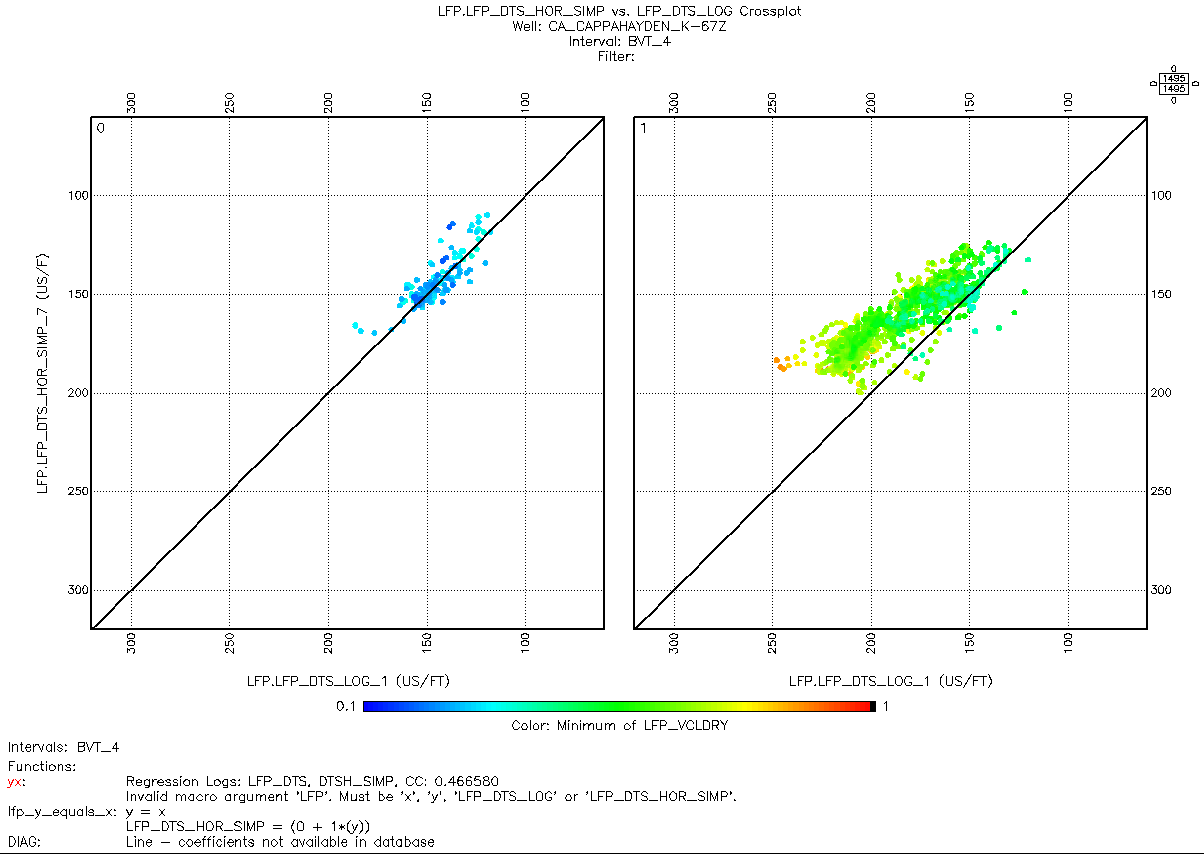 LFP.LFP_DTS_HOR_SIMP vs. LFP_DTS_LOG Crossplot
Well: CA_CAPPAHAYDEN_K-67Z
Interval: BVT_4
Filter:
0
0 1495 0
1495
0
300 250 200 150 100 300 250 200 150 100
0 1
100 100
150 150
200 200
250 250
300 300
LFP.LFP_DTS_HOR_SIMP_7 (US/F)
300 250 200 150 100 300 250 200 150 100
LFP.LFP_DTS_LOG_1 (US/FT) LFP.LFP_DTS_LOG_1 (US/FT)
0.1 1
Color: Minimum of LFP_VCLDRY
Intervals: BVT_4
Functions:
yx: Regression Logs: LFP_DTS, DTSH_SIMP, CC: 0.466580
Invalid macro argument 'LFP'. Must be 'x', 'y', 'LFP_DTS_LOG' or 'LFP_DTS_HOR_SIMP'.
lfp_y_equals_x: y = x
LFP_DTS_HOR_SIMP = (0 + 1*(y))
DIAG: Line - coefficients not available in database